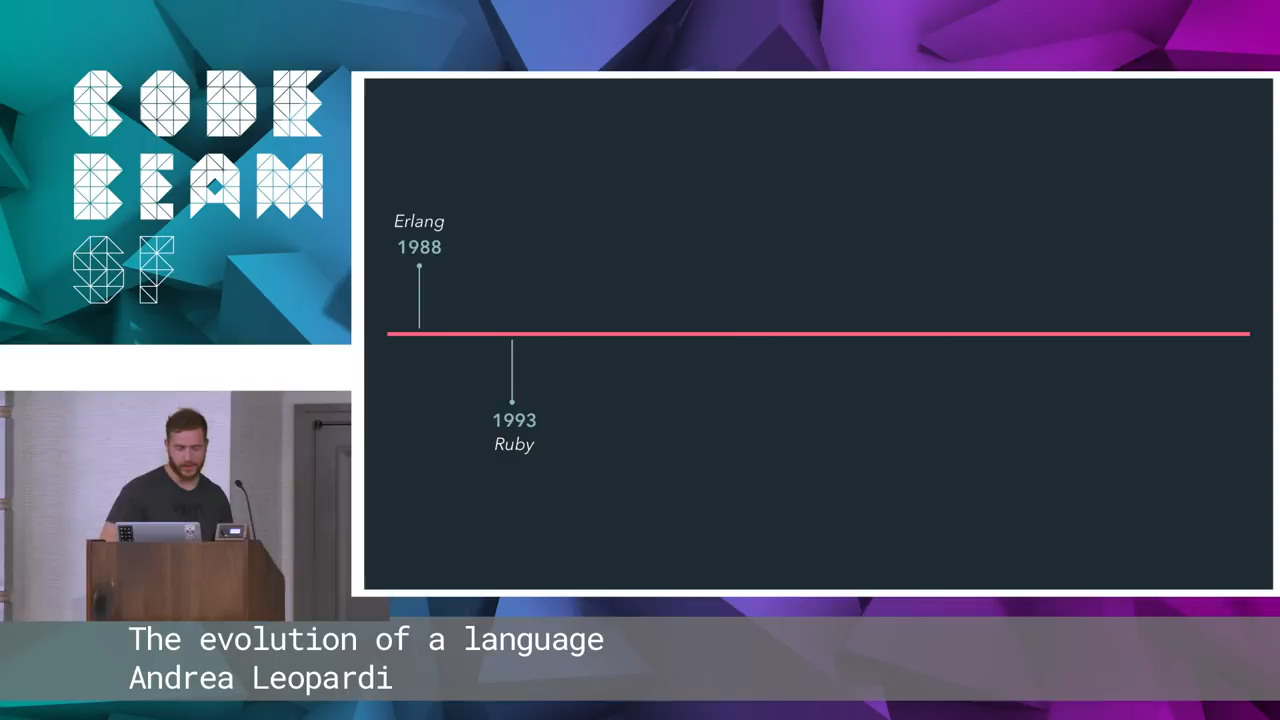 CODE
BEAM
SF
Erlang
1988
1993
Ruby
The evolution of a language
Andrea Leopardi